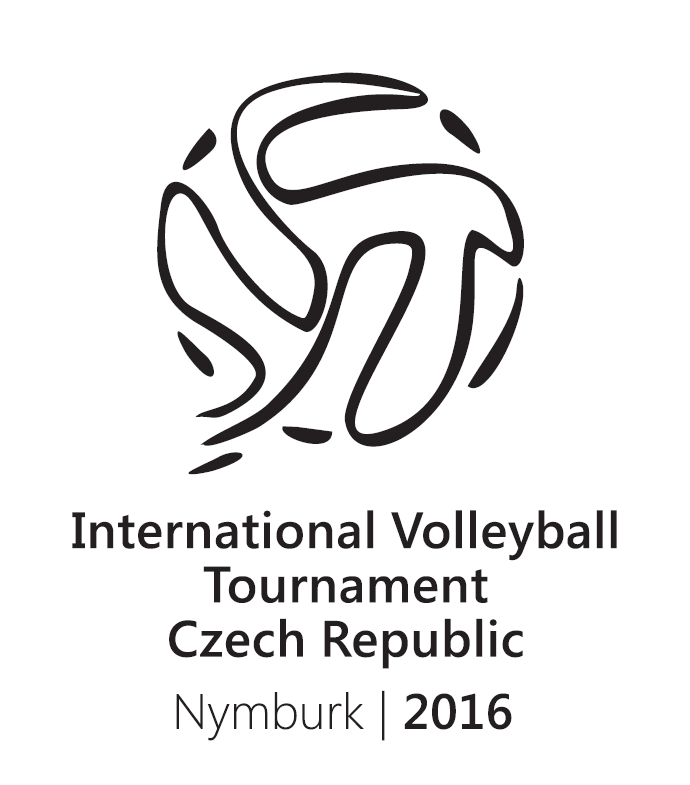 International Volleyball
Tournament
Czech Republic
Nymburk | 2016